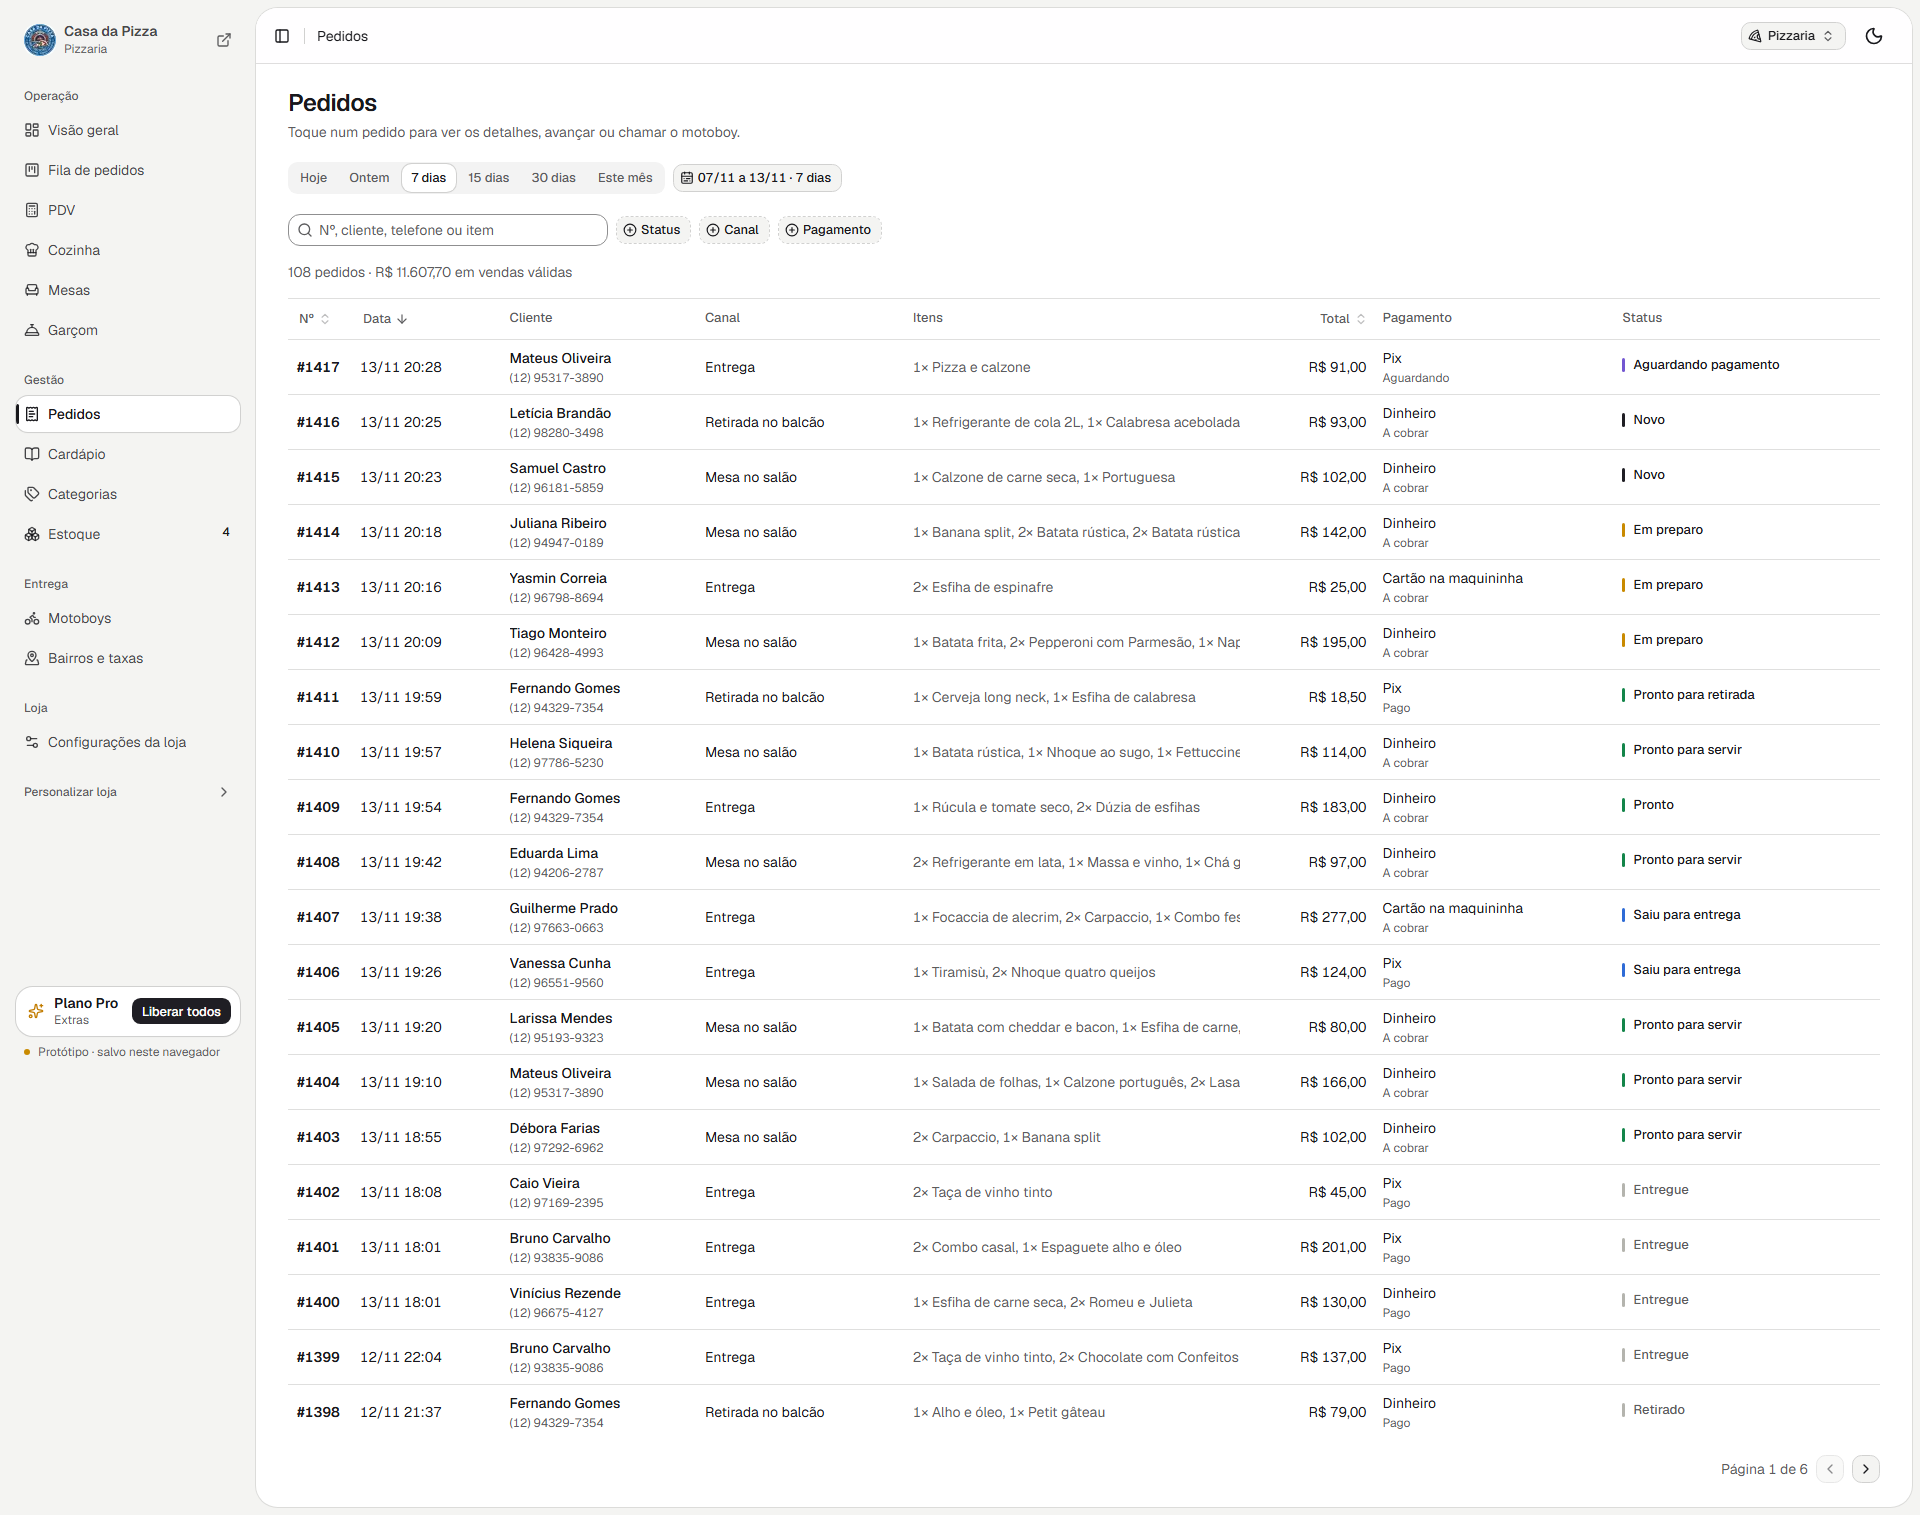 Casa da Pizza
Pizzaria
Operação
Visão geral
Fila de pedidos
PDV
Cozinha
Mesas
Garçom
Gestão
Pedidos
Cardápio
Categorias
Estoque 4
Entrega
Motoboys
Bairros e taxas
Loja
Configurações da loja
Personalizar loja
Plano Pro
Extras
Liberar todos
Protótipo · salvo neste navegador
Pedidos
Pizzaria
Pedidos
Toque num pedido para ver os detalhes, avançar ou chamar o motoboy.
Hoje Ontem 7 dias 15 dias 30 dias Este mês 07/11 a 13/11 · 7 dias
Nº, cliente, telefone ou item Status Canal Pagamento
108 pedidos · R$ 11.607,70 em vendas válidas
Nº Data Cliente Canal Itens Total Pagamento Status
#1417 13/11 20:28 Mateus Oliveira Entrega 1× Pizza e calzone R$ 91,00 Pix Aguardando pagamento
(12) 95317-3890 Aguardando
#1416 13/11 20:25 Letícia Brandão Retirada no balcão 1× Refrigerante de cola 2L, 1× Calabresa acebolada R$ 93,00 Dinheiro Novo
(12) 98280-3498 A cobrar
#1415 13/11 20:23 Samuel Castro Mesa no salão 1× Calzone de carne seca, 1× Portuguesa R$ 102,00 Dinheiro Novo
(12) 96181-5859 A cobrar
#1414 13/11 20:18 Juliana Ribeiro Mesa no salão 1× Banana split, 2× Batata rústica, 2× Batata rústica R$ 142,00 Dinheiro Em preparo
(12) 94947-0189 A cobrar
#1413 13/11 20:16 Yasmin Correia Entrega 2× Esfiha de espinafre R$ 25,00 Cartão na maquininha Em preparo
(12) 96798-8694 A cobrar
#1412 13/11 20:09 Tiago Monteiro Mesa no salão 1× Batata frita, 2× Pepperoni com Parmesão, 1× Nap R$ 195,00 Dinheiro Em preparo
(12) 96428-4993 A cobrar
#1411 13/11 19:59 Fernando Gomes Retirada no balcão 1× Cerveja long neck, 1× Esfiha de calabresa R$ 18,50 Pix Pronto para retirada
(12) 94329-7354 Pago
#1410 13/11 19:57 Helena Siqueira Mesa no salão 1× Batata rústica, 1× Nhoque ao sugo, 1× Fettuccine R$ 114,00 Dinheiro Pronto para servir
(12) 97786-5230 A cobrar
#1409 13/11 19:54 Fernando Gomes Entrega 1× Rúcula e tomate seco, 2× Dúzia de esfihas R$ 183,00 Dinheiro Pronto
(12) 94329-7354 A cobrar
#1408 13/11 19:42 Eduarda Lima Mesa no salão 2× Refrigerante em lata, 1× Massa e vinho, 1× Chá g R$ 97,00 Dinheiro Pronto para servir
(12) 94206-2787 A cobrar
#1407 13/11 19:38 Guilherme Prado Entrega 1× Focaccia de alecrim, 2× Carpaccio, 1× Combo fes R$ 277,00 Cartão na maquininha Saiu para entrega
(12) 97663-0663 A cobrar
#1406 13/11 19:26 Vanessa Cunha Entrega 1× Tiramisù, 2× Nhoque quatro queijos R$ 124,00 Pix Saiu para entrega
(12) 96551-9560 Pago
#1405 13/11 19:20 Larissa Mendes Mesa no salão 1× Batata com cheddar e bacon, 1× Esfiha de carne, R$ 80,00 Dinheiro Pronto para servir
(12) 95193-9323 A cobrar
#1404 13/11 19:10 Mateus Oliveira Mesa no salão 1× Salada de folhas, 1× Calzone português, 2× Lasa R$ 166,00 Dinheiro Pronto para servir
(12) 95317-3890 A cobrar
#1403 13/11 18:55 Débora Farias Mesa no salão 2× Carpaccio, 1× Banana split R$ 102,00 Dinheiro Pronto para servir
(12) 97292-6962 A cobrar
#1402 13/11 18:08 Caio Vieira Entrega 2× Taça de vinho tinto R$ 45,00 Pix Entregue
(12) 97169-2395 Pago
#1401 13/11 18:01 Bruno Carvalho Entrega 2× Combo casal, 1× Espaguete alho e óleo R$ 201,00 Pix Entregue
(12) 93835-9086 Pago
#1400 13/11 18:01 Vinícius Rezende Entrega 1× Esfiha de carne seca, 2× Romeu e Julieta R$ 130,00 Dinheiro Entregue
(12) 96675-4127 Pago
#1399 12/11 22:04 Bruno Carvalho Entrega 2× Taça de vinho tinto, 2× Chocolate com Confeitos R$ 137,00 Pix Entregue
(12) 93835-9086 Pago
#1398 12/11 21:37 Fernando Gomes Retirada no balcão 1× Alho e óleo, 1× Petit gâteau R$ 79,00 Dinheiro Retirado
(12) 94329-7354 Pago
Página 1 de 6